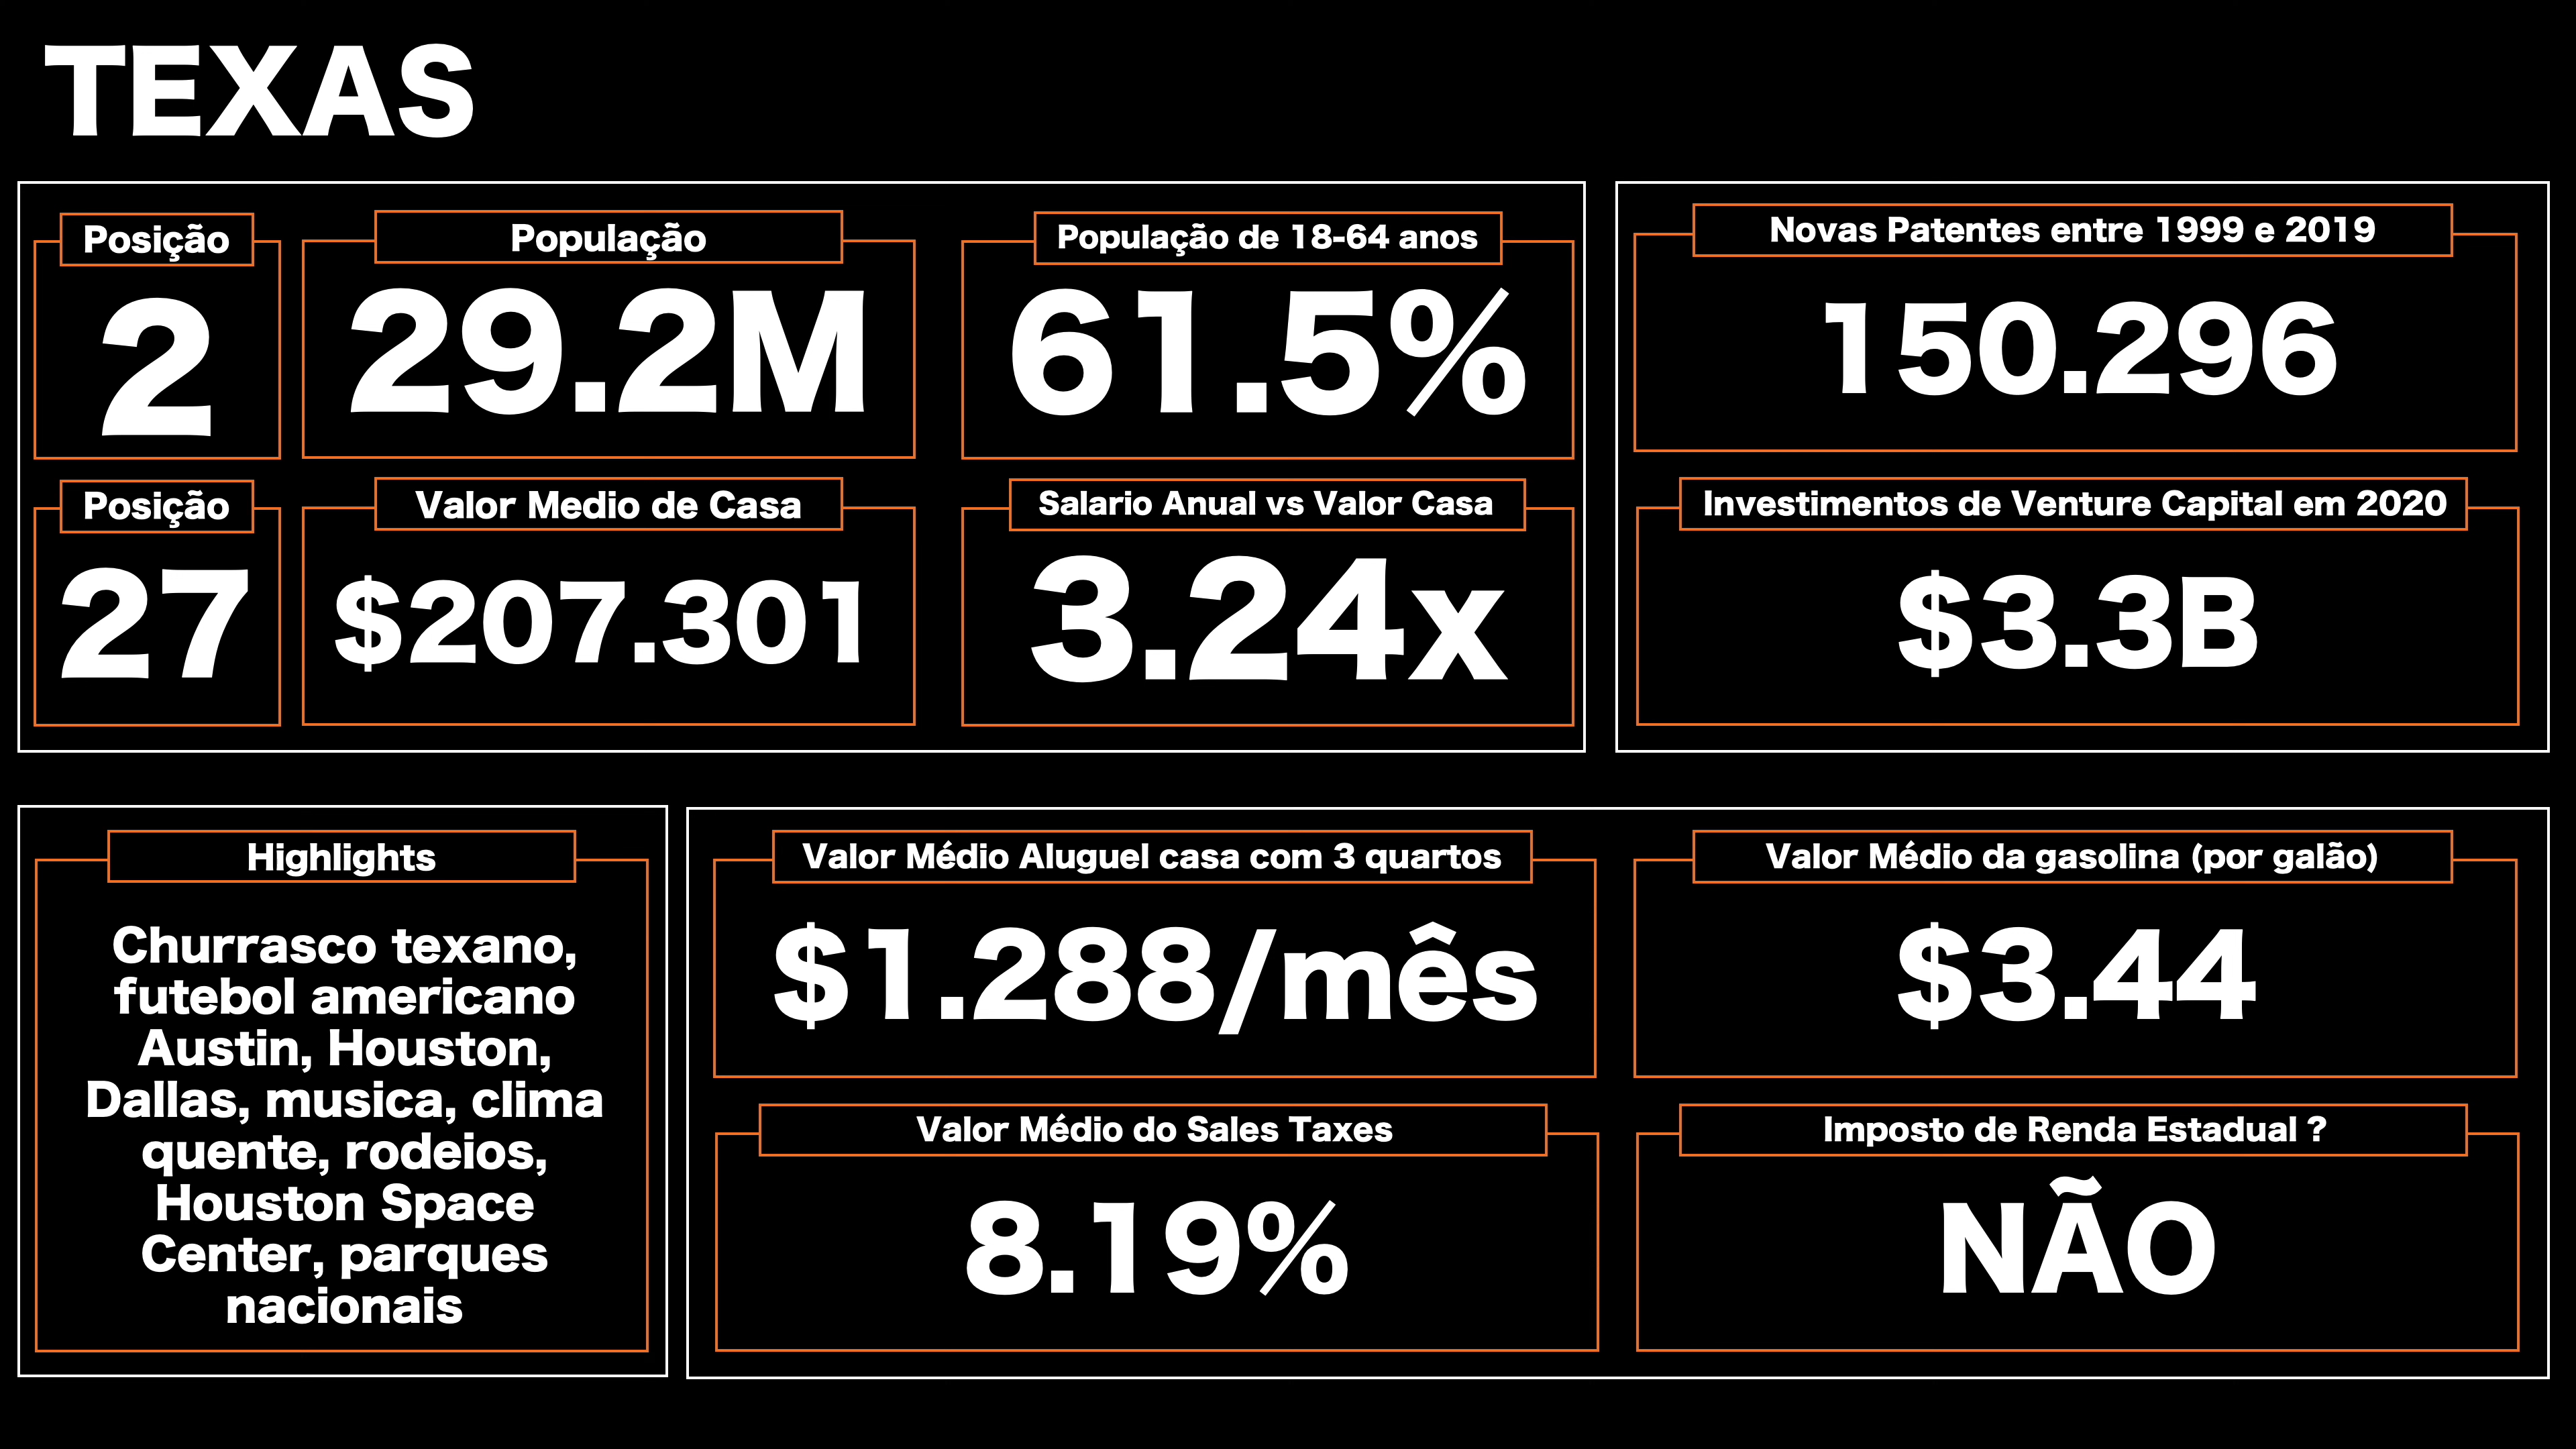 TEXAS
Posição
2
População
29.2M
População de 18-64 anos
61.5%
Posição
27
Valor Medio de Casa
$207.301
Salario Anual vs Valor Casa
3.24x
Novas Patentes entre 1999 e 2019
150.296
Investimentos de Venture Capital em 2020
$3.3B
Highlights
Churrasco texano,
futebol americano
Austin, Houston,
Dallas, musica, clima
quente, rodeios,
Houston Space
Center, parques
nacionais
Valor Médio Aluguel casa com 3 quartos
$1.288/mês
Valor Médio da gasolina (por galão)
$3.44
Valor Médio do Sales Taxes
8.19%
Imposto de Renda Estadual ?
NÃO